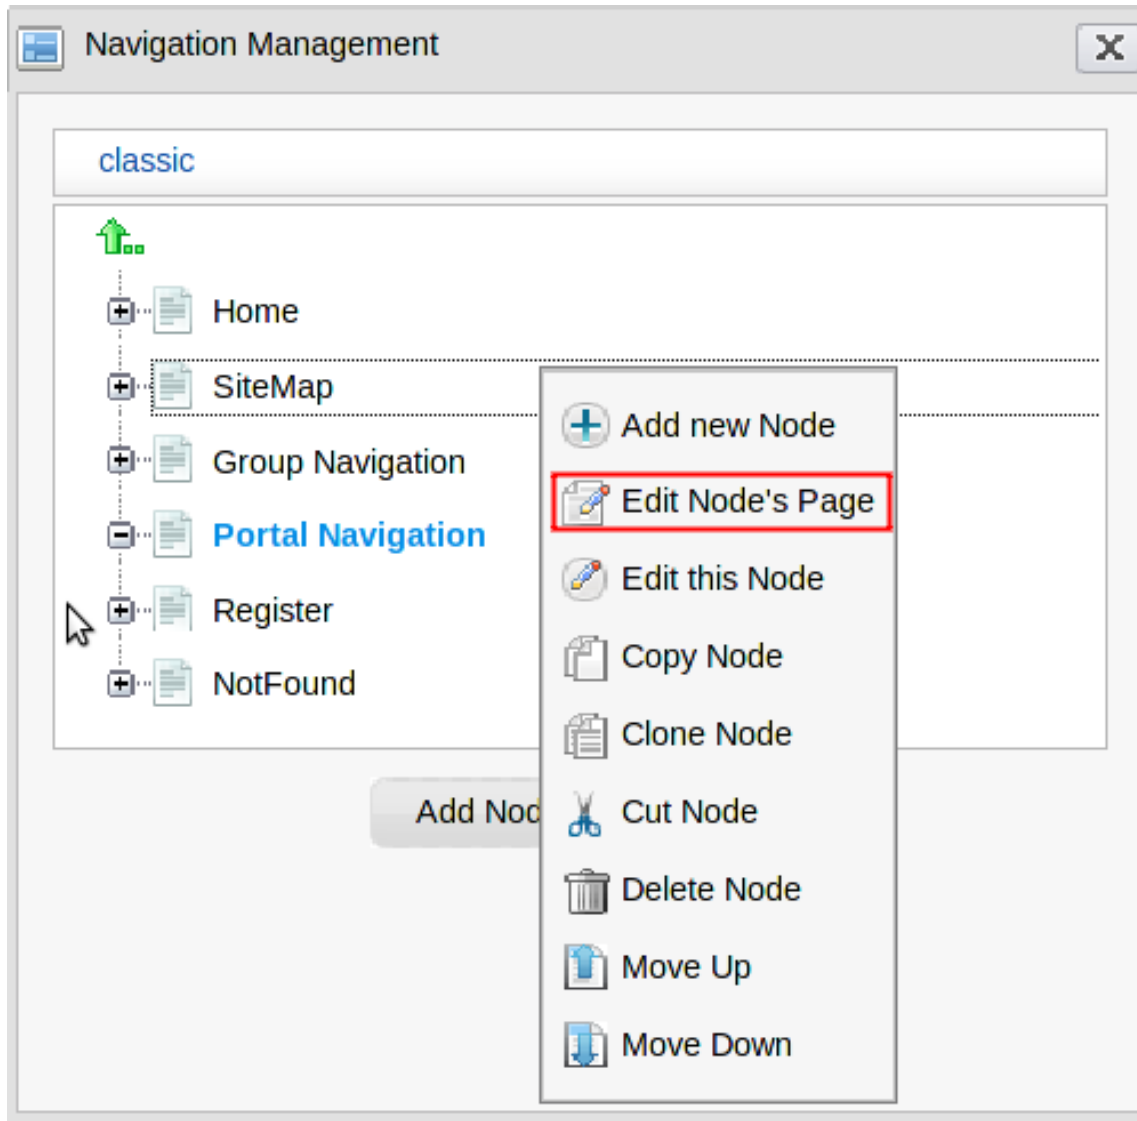 Navigation Management
classic
Home
SiteMap
Group Navigation
Portal Navigation
Register
NotFound
Add new Node
Edit Node's Page
Edit this Node
Copy Node
Clone Node
Cut Node
Delete Node
Move Up
Move Down
Add